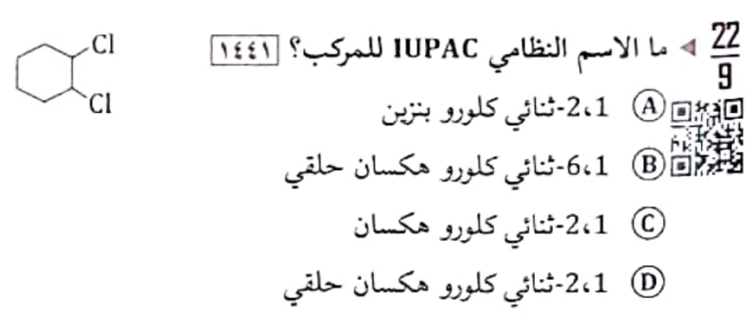 22
9
ما الاسم النظامي IUPAC للمركب؟ ١٤٤١
Cl
Cl
A 2،1-ثنائي كلورو بنزين
B 6،1-ثنائي كلورو هكسان حلقي
C 2،1-ثنائي كلورو هكسان
D 2،1-ثنائي كلورو هكسان حلقي